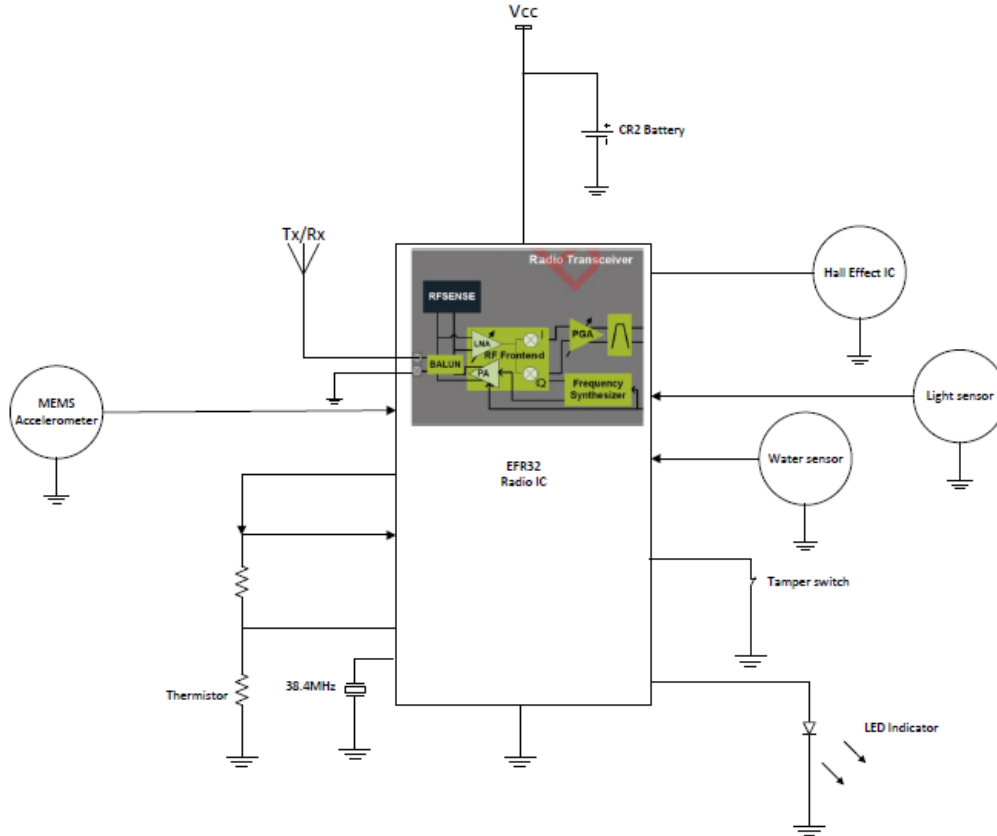 Vcc
CR2 Battery
Tx/Rx
Radio Transceiver
Hall Effect IC
RFSENSE
I
LNA
PGA
RF Frontend
BALUN
PA
Q
Frequency
Synthesizer
MEMS
Accelerometer
Light sensor
Water sensor
EFR32
Radio IC
Tamper switch
38.4MHz
Thermistor
LED Indicator